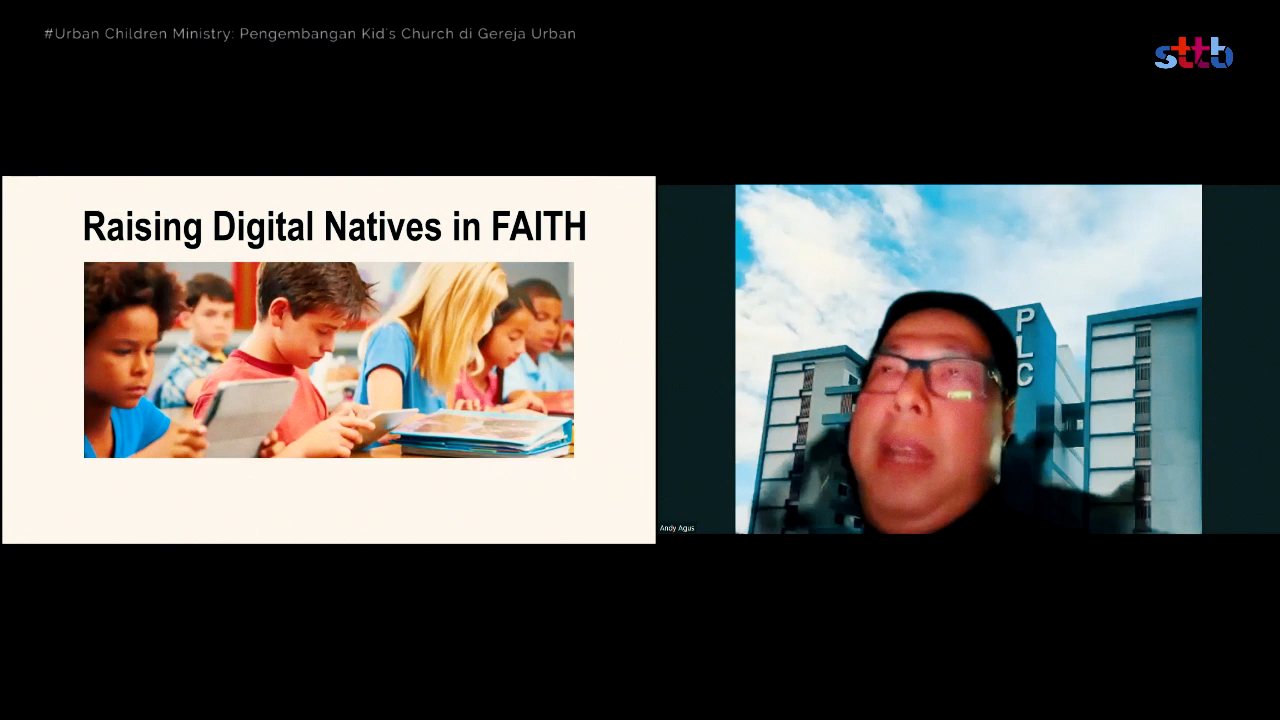 #Urban Children Ministry: Pengembangan Kid's Church di Gereja Urban
sttb
Raising Digital Natives in FAITH
PLC
Andy Agus